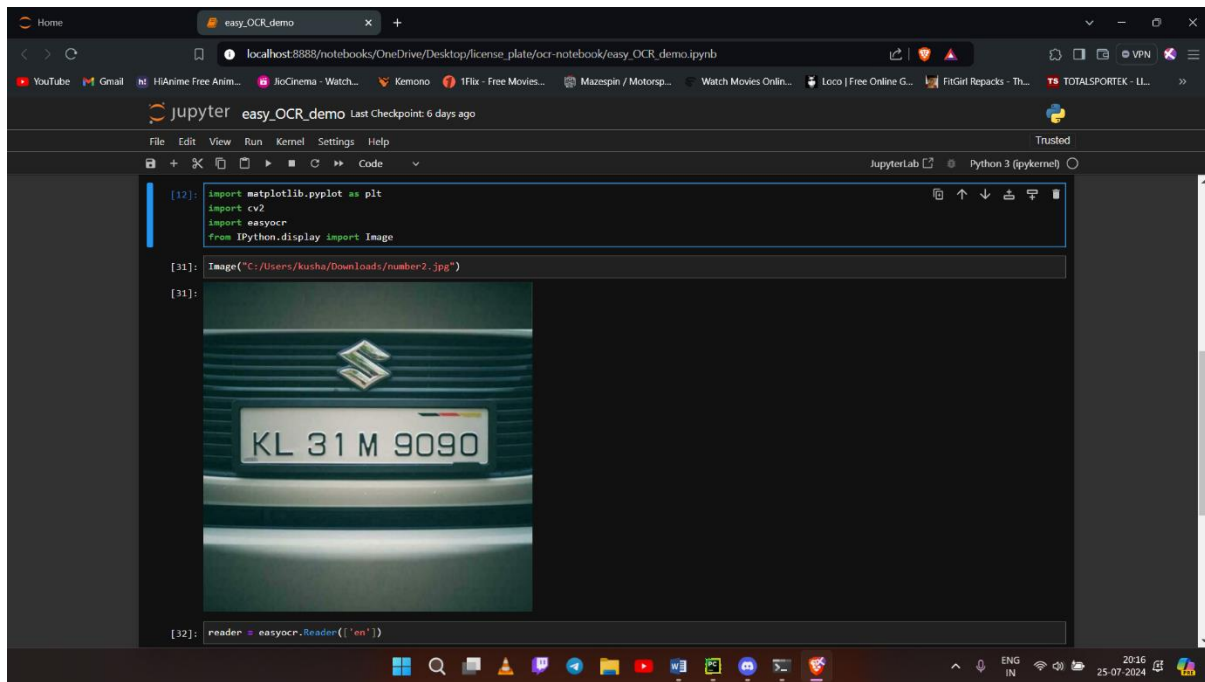 Home
easy_OCR_demo
localhost:8888/notebooks/OneDrive/Desktop/license_plate/ocr-notebook/easy_OCR_demo.ipynb
VPN
YouTube Gmail HiAnime Free Anim... JioCinema - Watch... Kemono 1Flix - Free Movies... Mazespin / Motorsp... Watch Movies Onlin... Loco | Free Online G... FitGirl Repacks - Th... TS TOTALSPORTEK - LI... »
jupyter easy_OCR_demo Last Checkpoint: 6 days ago
File Edit View Run Kernel Settings Help Trusted
Code JupyterLab Python 3 (ipykernel)
[12]: import matplotlib.pyplot as plt
import cv2
import easyocr
from IPython.display import Image
[31]: Image("C:/Users/kusha/Downloads/number2.jpg")
[31]:
KL 31 M 9090
[32]: reader = easyocr.Reader(['en'])
ENG
IN
20:16
25-07-2024